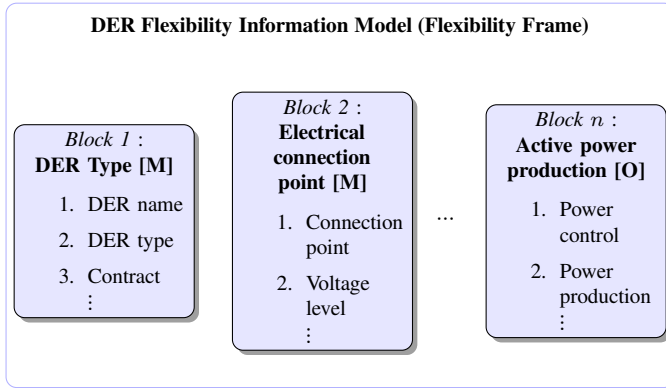 DER Flexibility Information Model (Flexibility Frame)
Block 1 :
DER Type [M]
1. DER name
2. DER type
3. Contract
⋮
Block 2 :
Electrical
connection
point [M]
1. Connection
point
2. Voltage
level
⋮
...
Block n :
Active power
production [O]
1. Power
control
2. Power
production
⋮